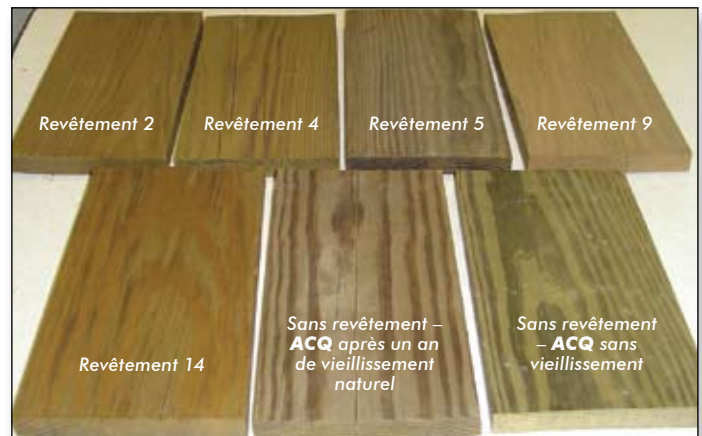 Revêtement 2
Revêtement 4
Revêtement 5
Revêtement 9
Revêtement 14
Sans revêtement –
ACQ après un an
de vieillissement
naturel
Sans revêtement
– ACQ sans
vieillissement